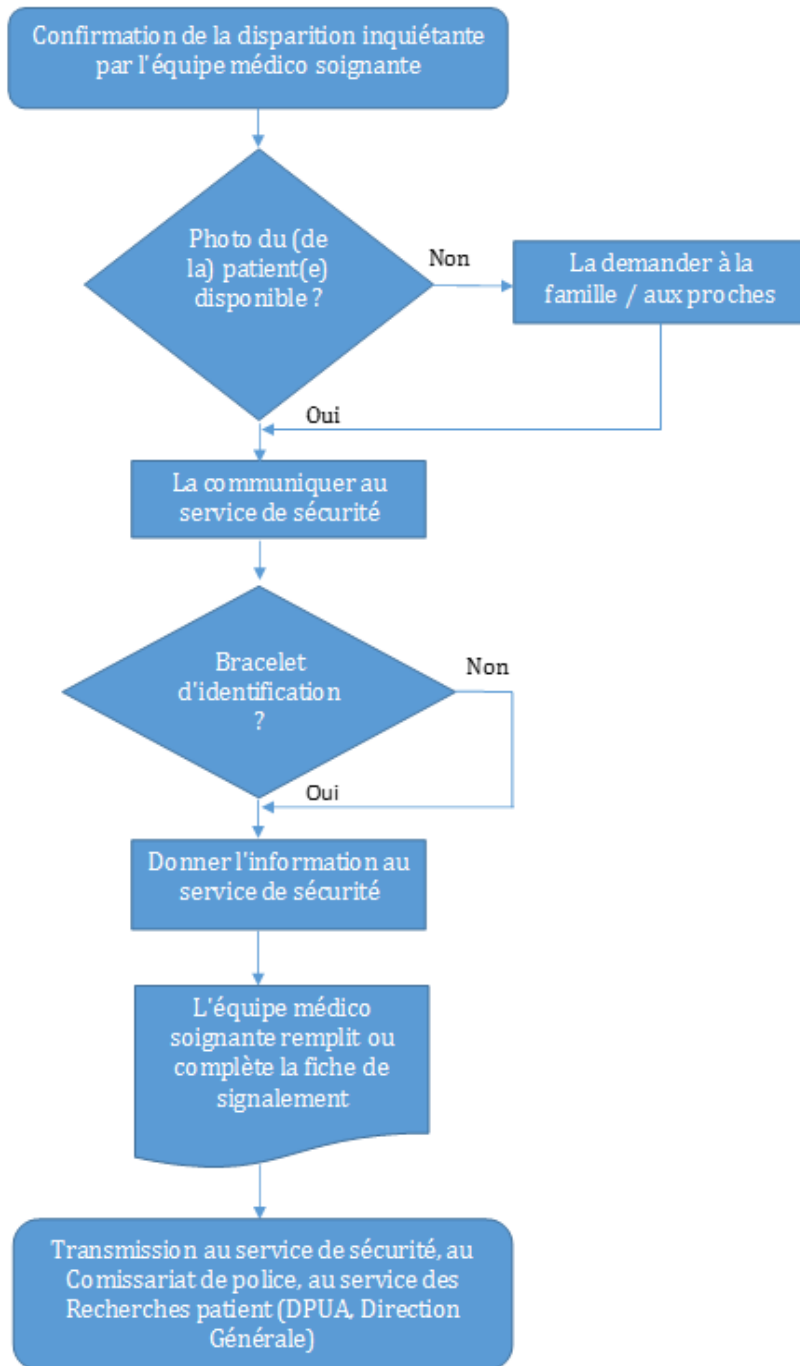 Confirmation de la disparition inquiétante
par l'équipe médico soignante
Photo du (de
la) patient(e)
disponible ?
Non
La demander à la
famille / aux proches
Oui
La communiquer au
service de sécurité
Bracelet
d'identification
?
Non
Oui
Donner l'information au
service de sécurité
L'équipe médico
soignante remplit ou
complète la fiche de
signalement
Transmission au service de sécurité, au
Comissariat de police, au service des
Recherches patient (DPUA, Direction
Générale)